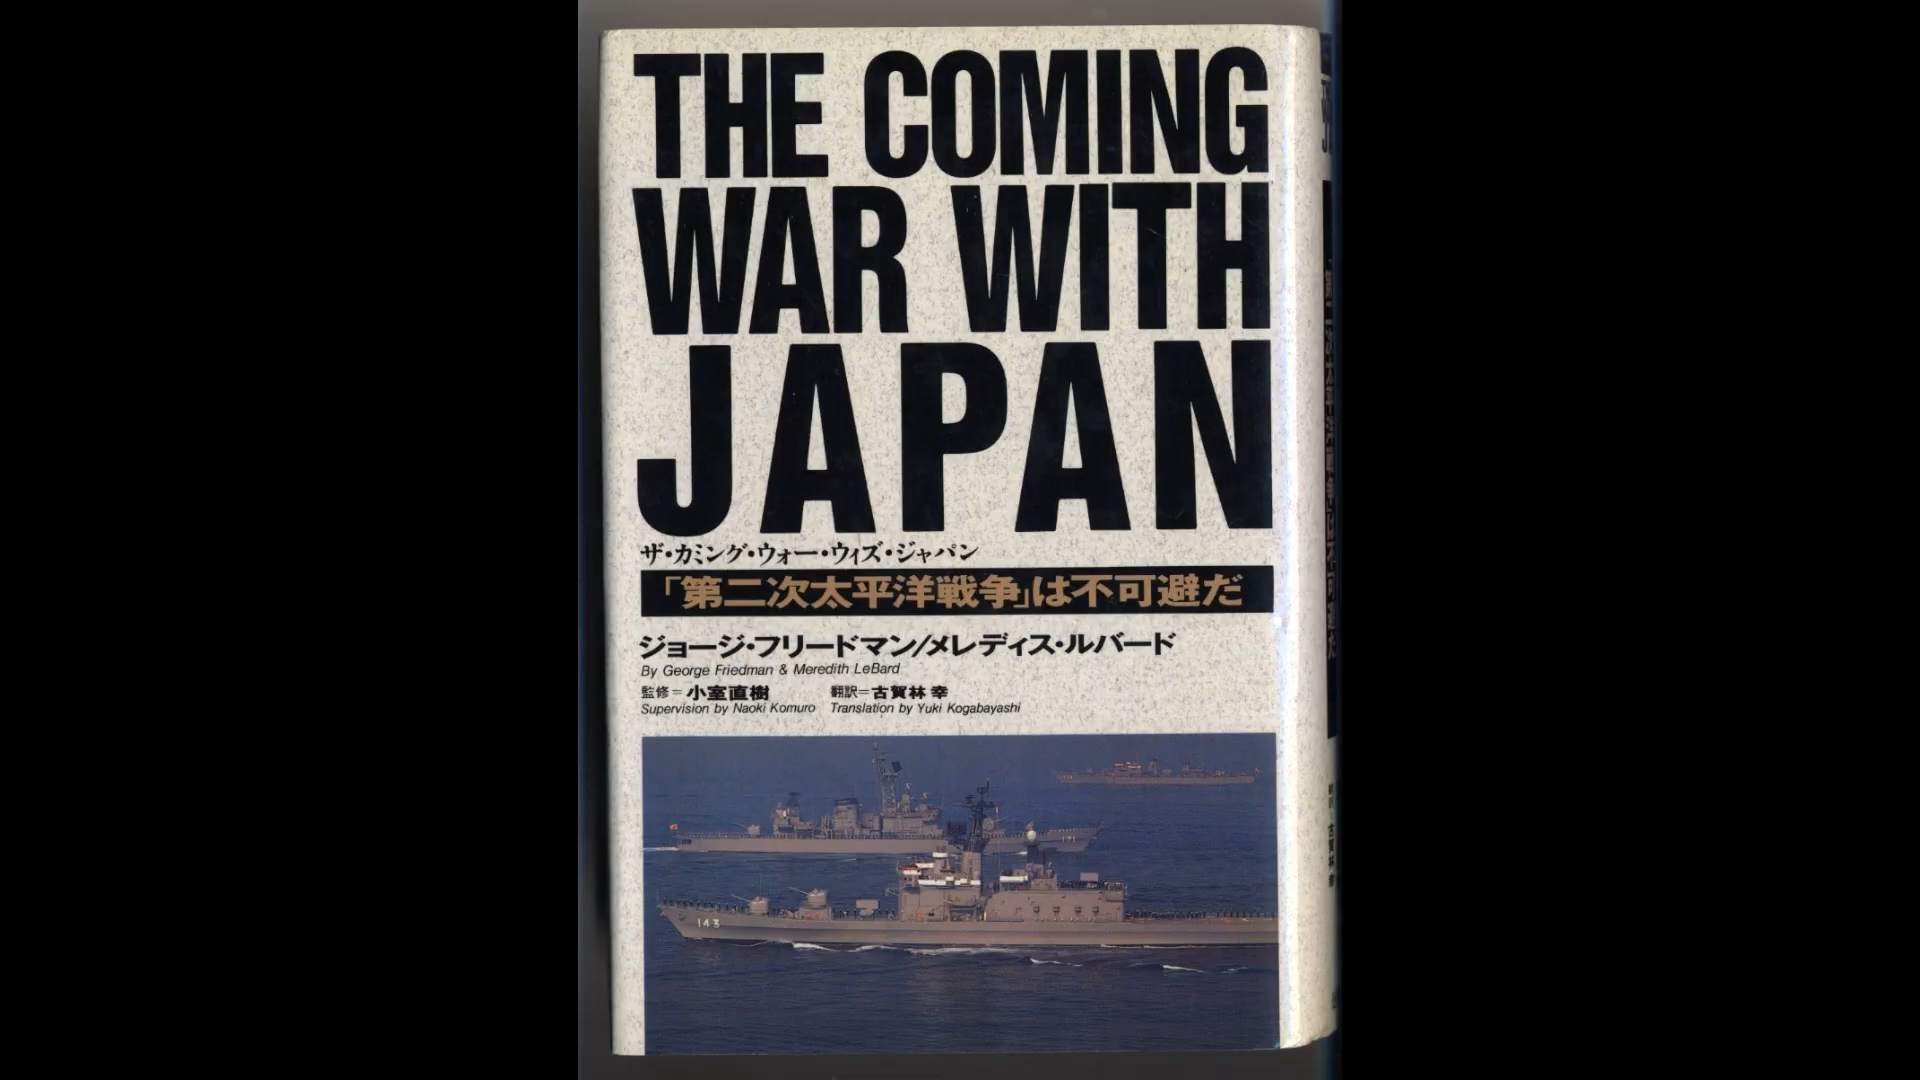 THE COMING
WAR WITH
JAPAN
ザ・カミング・ウォー・ウィズ・ジャパン
「第二次太平洋戦争」は不可避だ
ジョージ・フリードマン/メレディス・ルバード
By George Friedman & Meredith LeBard
監修=小室直樹 翻訳=古賀林 幸
Supervision by Naoki Komuro Translation by Yuki Kogabayashi
171
143